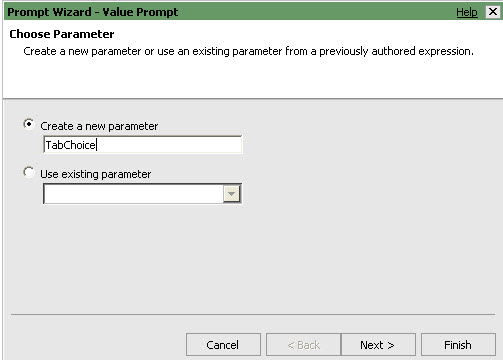 Prompt Wizard - Value Prompt Help
Choose Parameter
Create a new parameter or use an existing parameter from a previously authored expression.
Create a new parameter
TabChoice
Use existing parameter
Cancel < Back Next > Finish